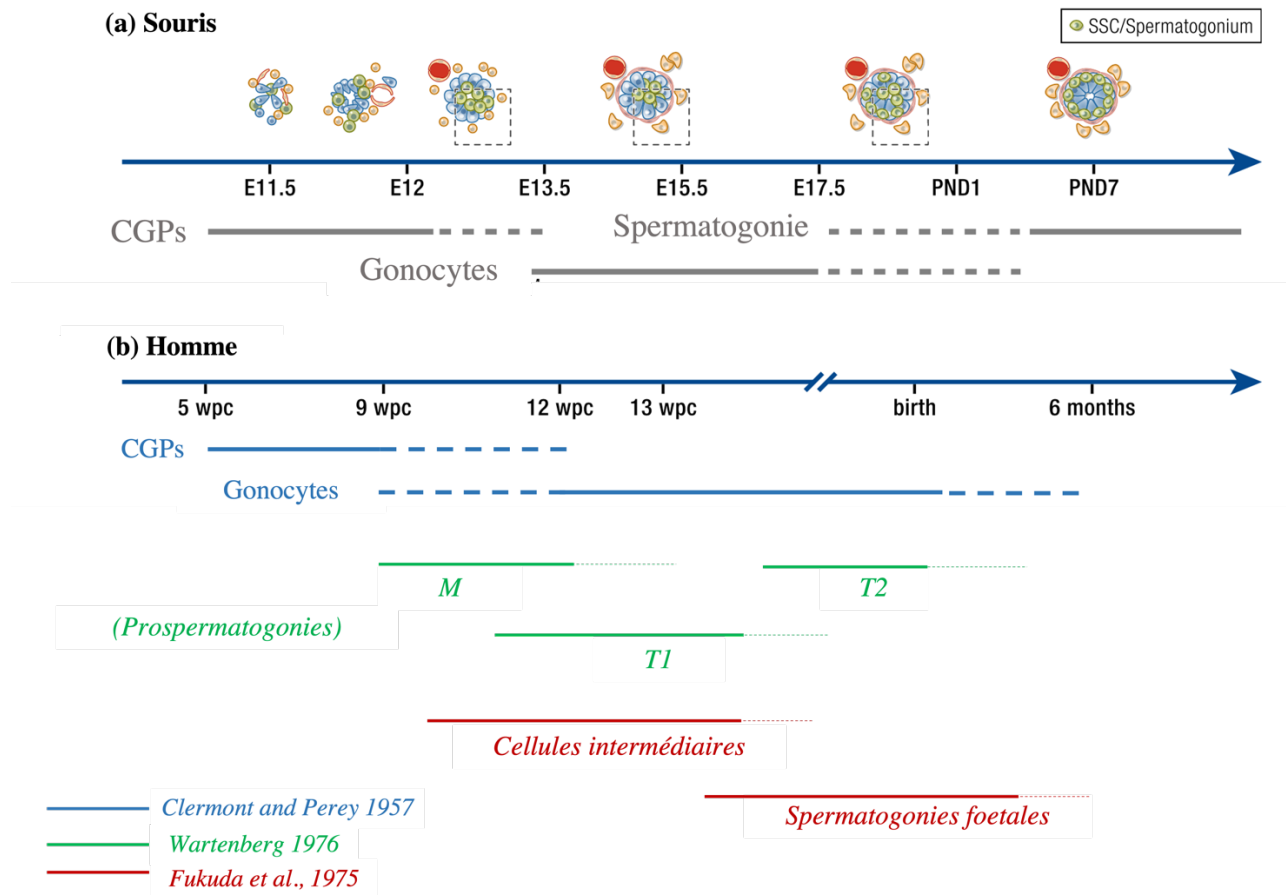 (a) Souris
SSC/Spermatogonium
E11.5 E12 E13.5 E15.5 E17.5 PND1 PND7
CGPs Spermatogonie
Gonocytes
(b) Homme
5 wpc 9 wpc 12 wpc 13 wpc birth 6 months
CGPs
Gonocytes
M T2
(Prospermatogonies)
T1
Cellules intermédiaires
Clermont and Perey 1957
Spermatogonies foetales
Wartenberg 1976
Fukuda et al., 1975